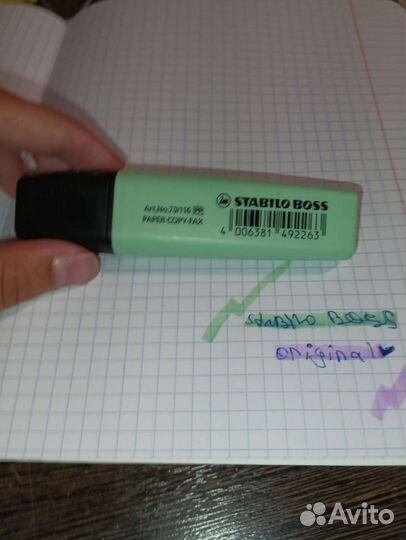 STABILO BOSS
Art.No.70/116
PAPER·COPY·FAX
4 006381 492263
stabilo Boss
original
Avito